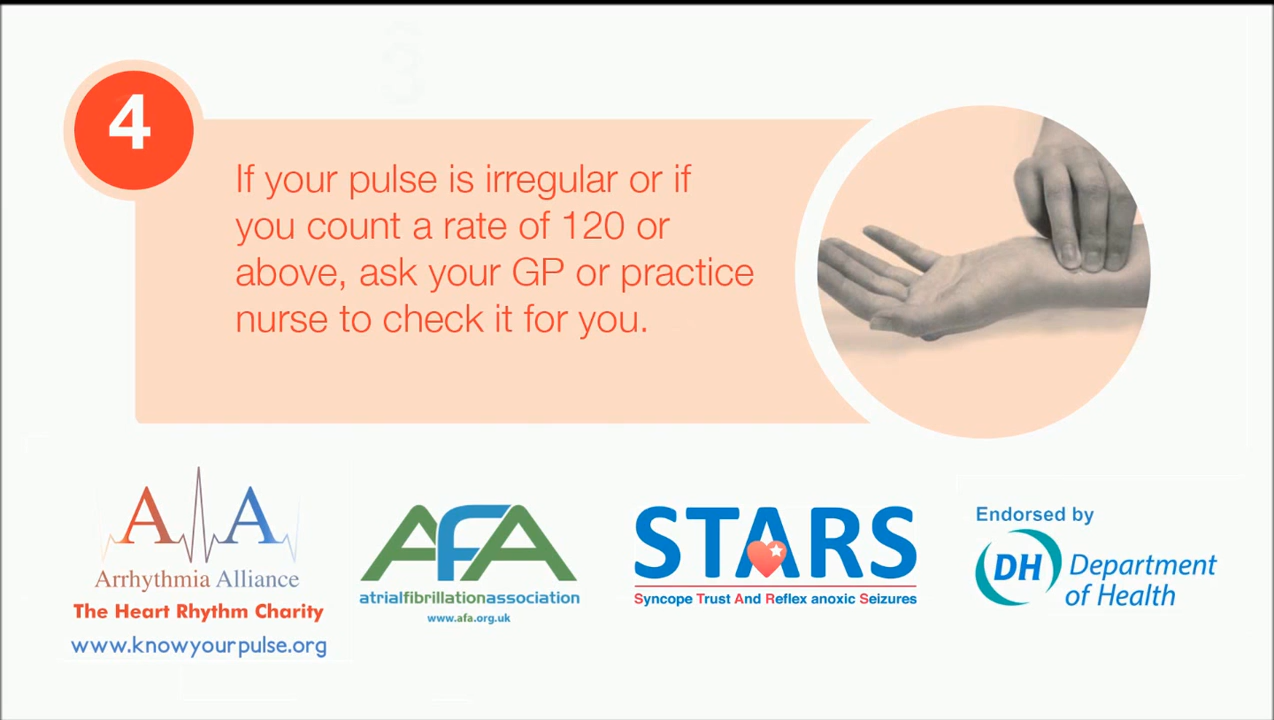 4
If your pulse is irregular or if
you count a rate of 120 or
above, ask your GP or practice
nurse to check it for you.
A A
Arrhythmia Alliance
The Heart Rhythm Charity
www.knowyourpulse.org
AFA
atrialfibrillationassociation
www.afa.org.uk
STARS
Syncope Trust And Reflex anoxic Seizures
Endorsed by
DH Department
of Health